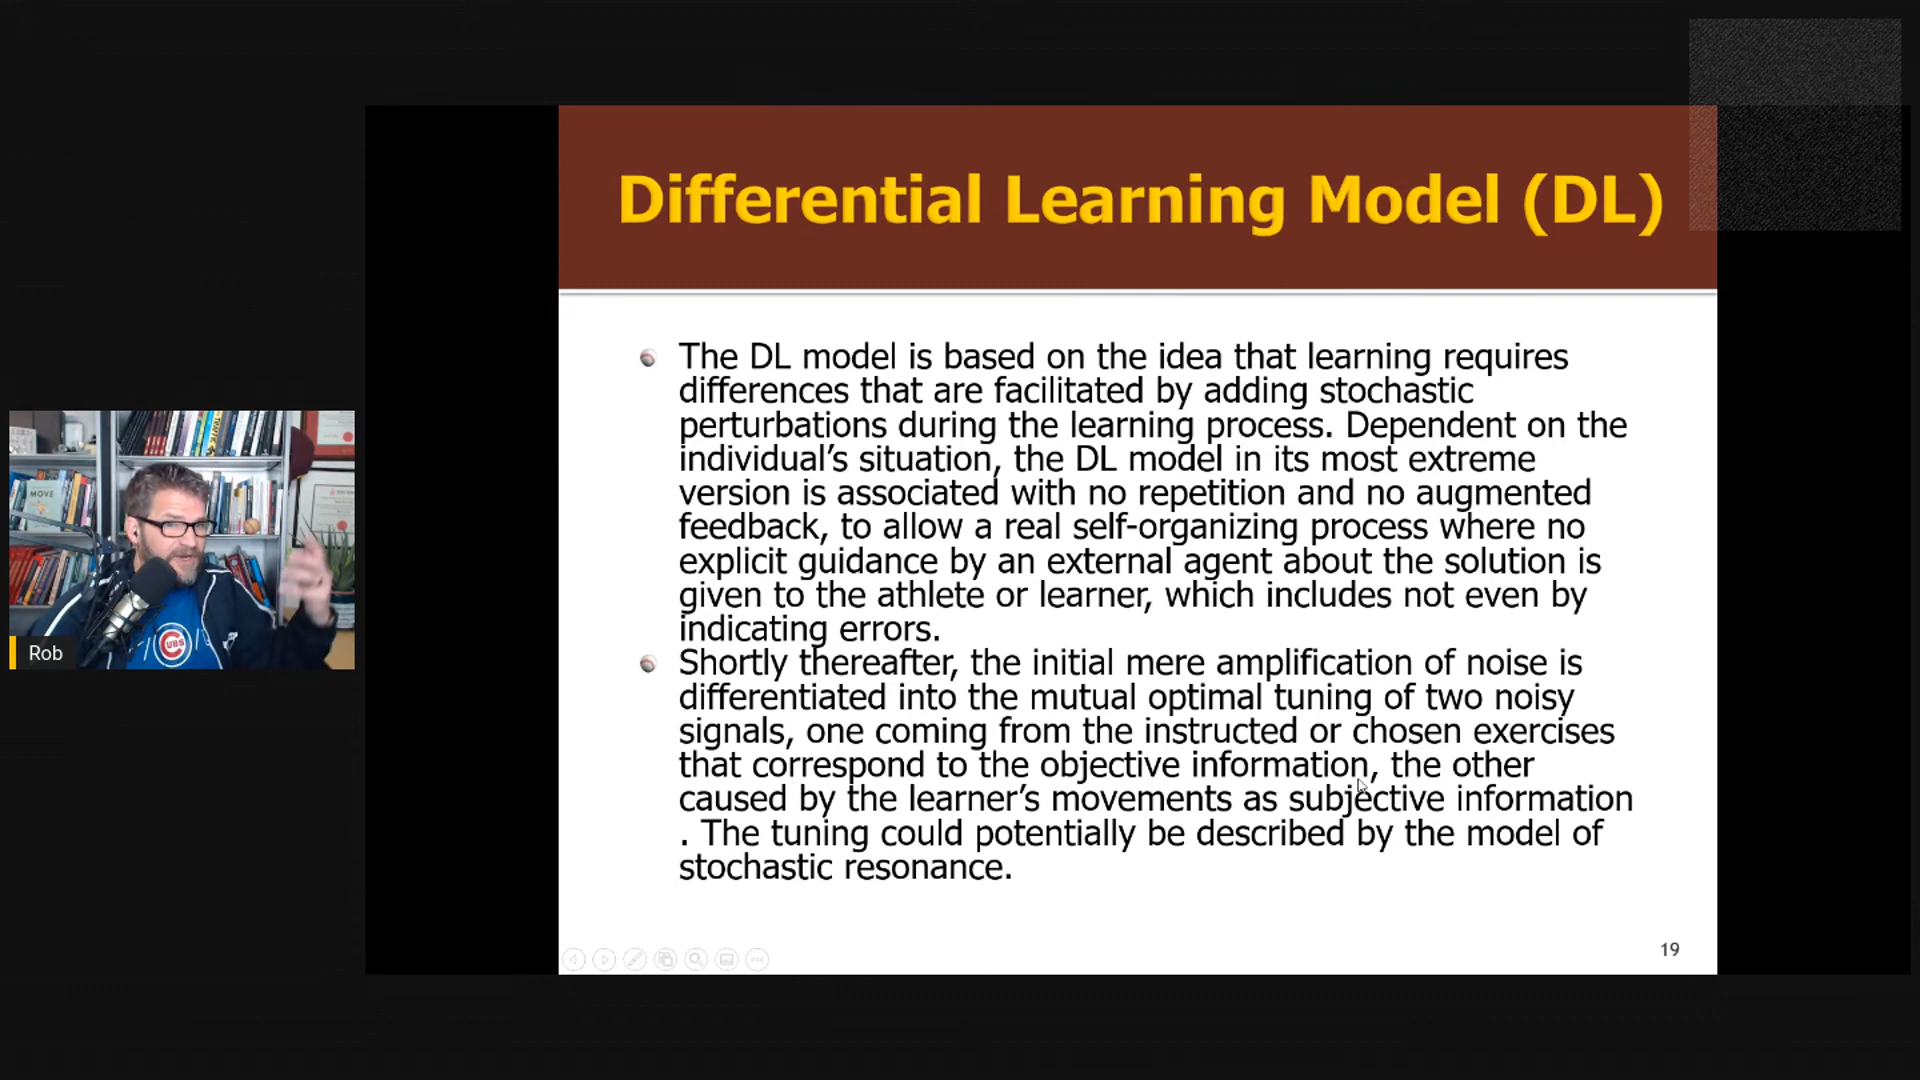 Differential Learning Model (DL)
The DL model is based on the idea that learning requires
differences that are facilitated by adding stochastic
perturbations during the learning process. Dependent on the
individual's situation, the DL model in its most extreme
version is associated with no repetition and no augmented
feedback, to allow a real self-organizing process where no
explicit guidance by an external agent about the solution is
given to the athlete or learner, which includes not even by
indicating errors.
Shortly thereafter, the initial mere amplification of noise is
differentiated into the mutual optimal tuning of two noisy
signals, one coming from the instructed or chosen exercises
that correspond to the objective information, the other
caused by the learner's movements as subjective information
. The tuning could potentially be described by the model of
stochastic resonance.
19
MOVE
CUBS
Rob